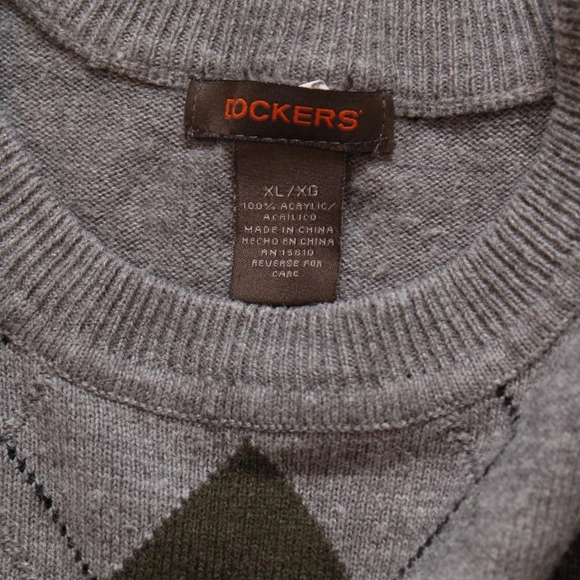 DOCKERS
XL/XG
100% ACRYLIC/
ACRILICO
MADE IN CHINA
HECHO EN CHINA
RN 15810
REVERSE FOR
CARE